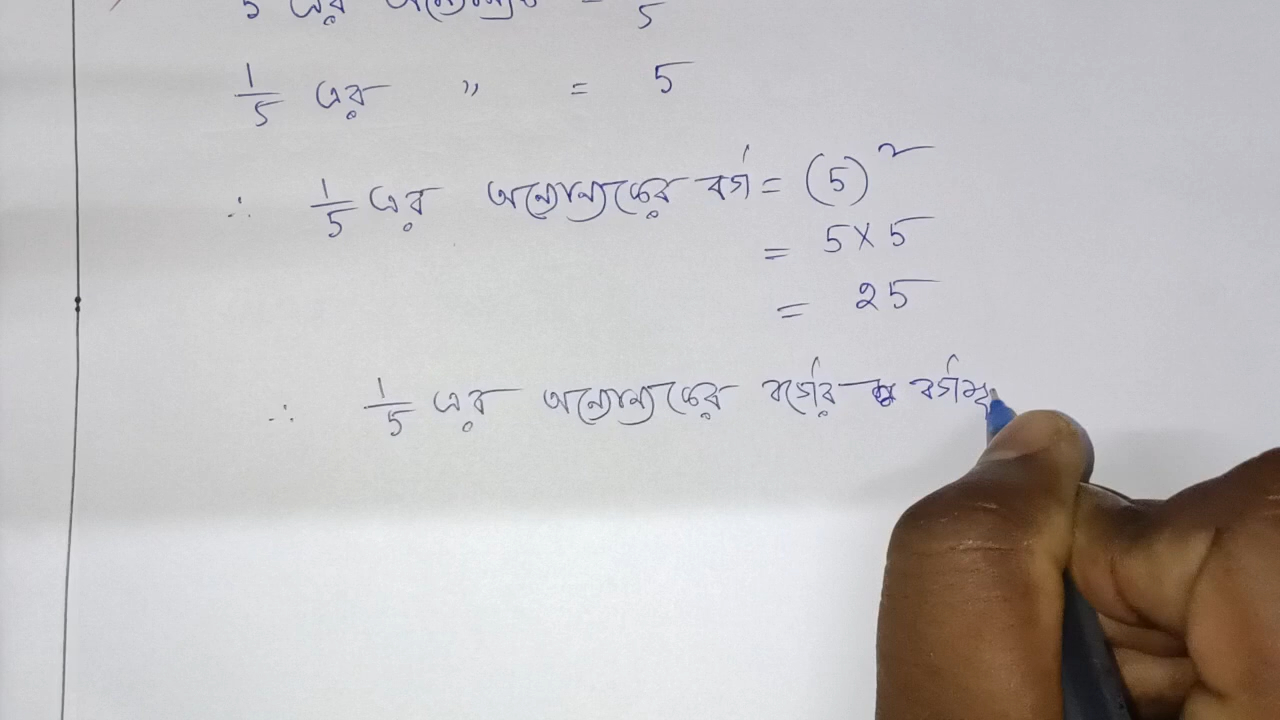 5 এর অন্যোন্যক = 5
1/5 এর " = 5
∴ 1/5 এর অন্যোন্যকের বর্গ = (5)²
= 5×5
= 25
∴ 1/5 এর অন্যোন্যকের বর্গের বর্গমূ